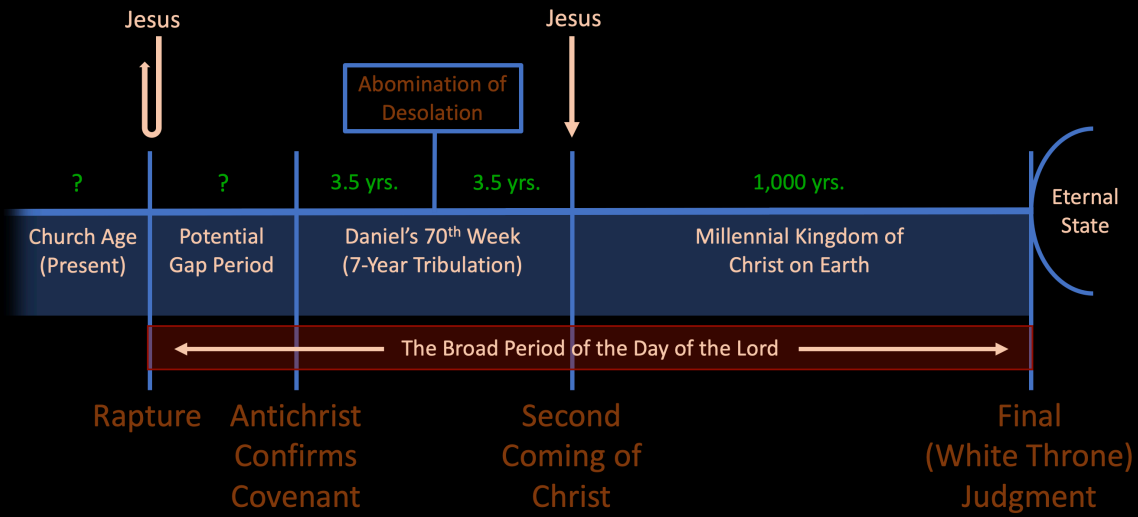 Jesus
Jesus
Abomination of
Desolation
?
?
3.5 yrs.
3.5 yrs.
1,000 yrs.
Eternal
State
Church Age
(Present)
Potential
Gap Period
Daniel’s 70th Week
(7-Year Tribulation)
Millennial Kingdom of
Christ on Earth
The Broad Period of the Day of the Lord
Rapture
Antichrist
Confirms
Covenant
Second
Coming of
Christ
Final
(White Throne)
Judgment